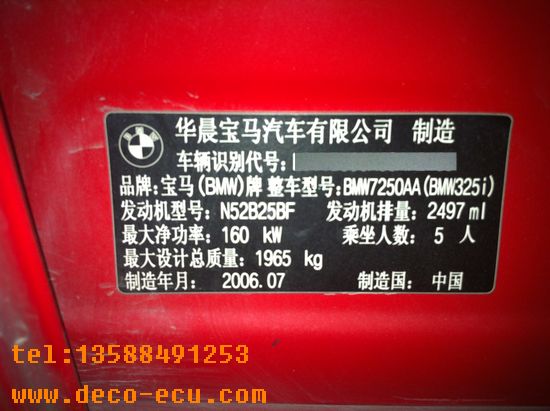 华晨宝马汽车有限公司 制造
车辆识别代号:
品牌:宝马(BMW)牌 整车型号:BMW7250AA(BMW325i)
发动机型号: N52B25BF 发动机排量: 2497 ml
最大净功率: 160 kW 乘坐人数: 5 人
最大设计总质量: 1965 kg
制造年月: 2006.07 制造国: 中国
tel:13588491253
www.deco-ecu.com